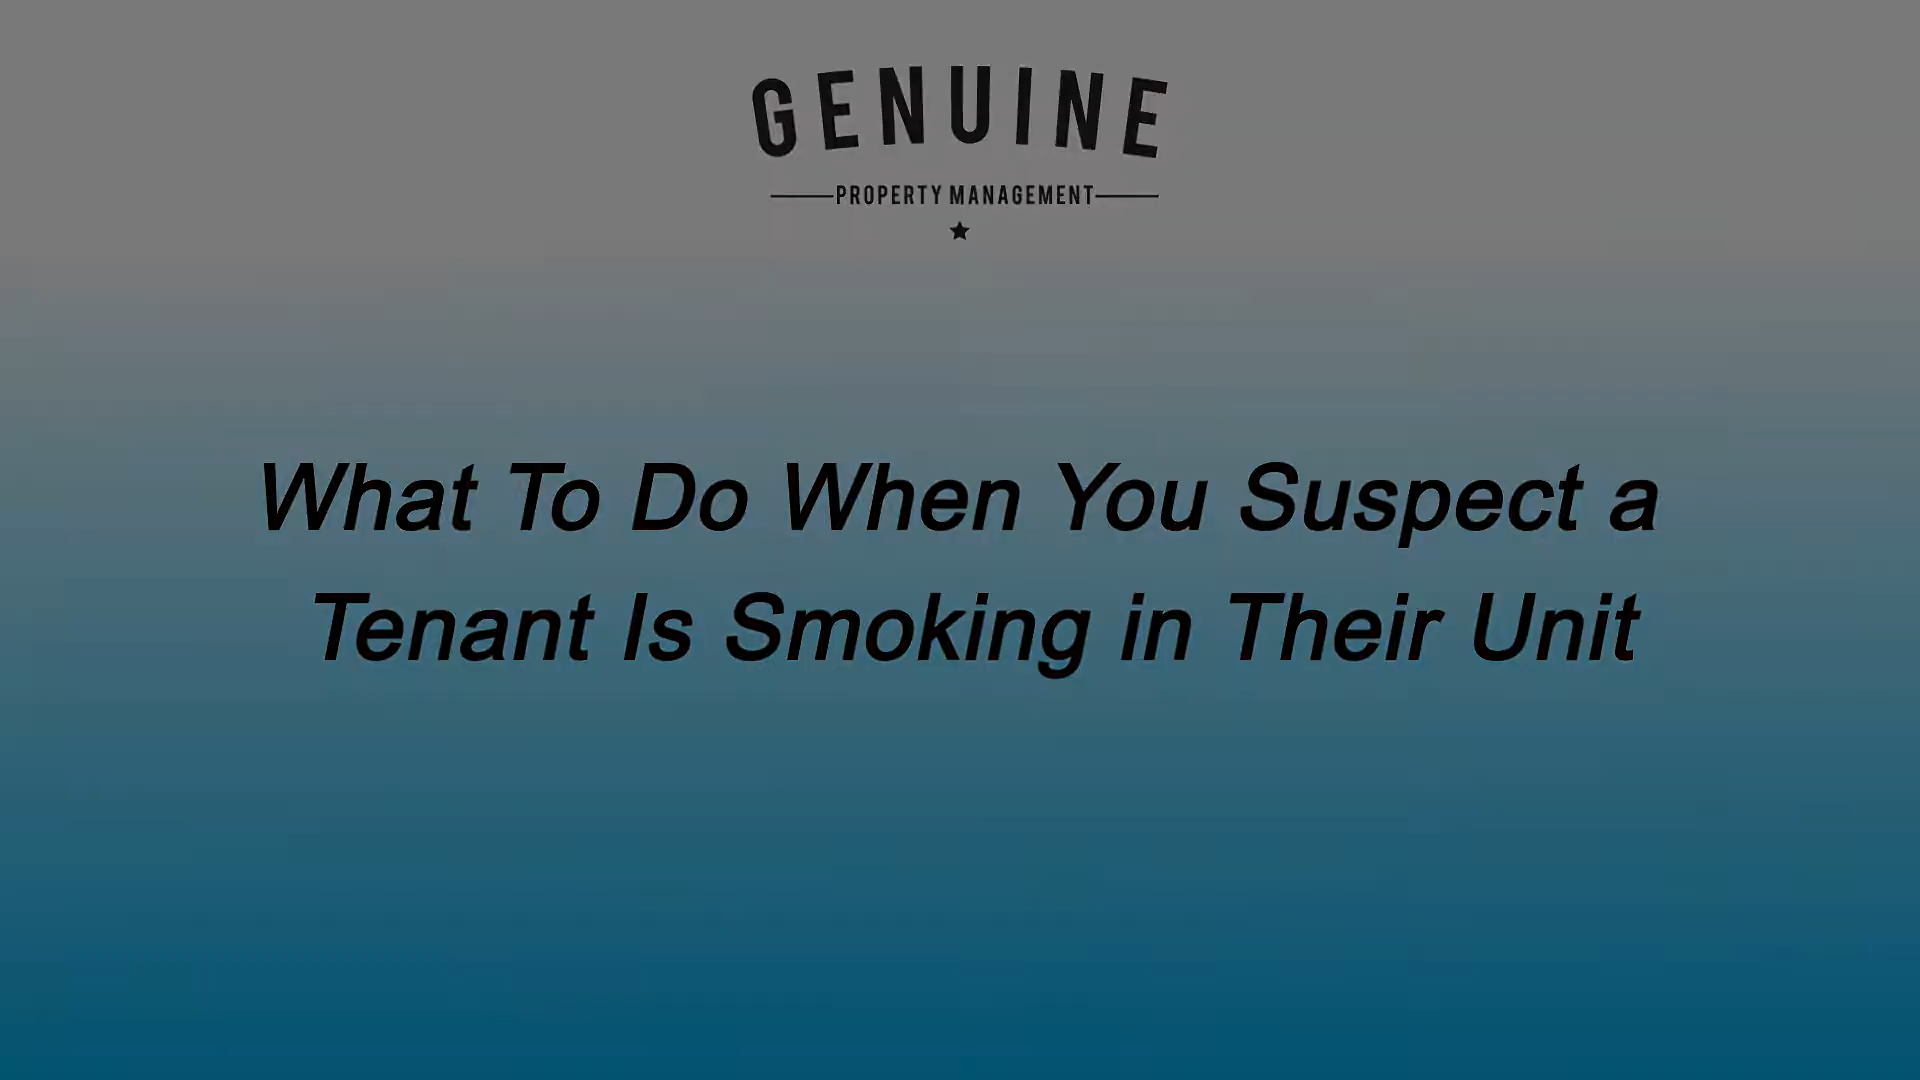 GENUINE
PROPERTY MANAGEMENT
What To Do When You Suspect a
Tenant Is Smoking in Their Unit